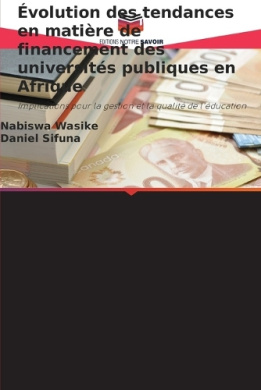 Évolution des tendances
en matière de
financement des
universités publiques en
Afrique
EDITIONS NOTRE SAVOIR
Implications pour la gestion et la qualité de l'éducation
Nabiswa Wasike
Daniel Sifuna